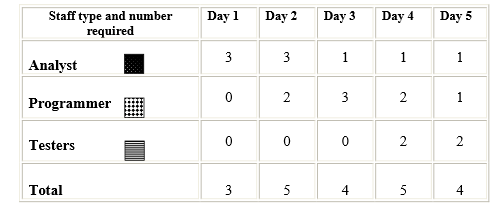 Staff type and number required Day 1 Day 2 Day 3 Day 4 Day 5
Analyst 3 3 1 1 1
Programmer 0 2 3 2 1
Testers 0 0 0 2 2
Total 3 5 4 5 4